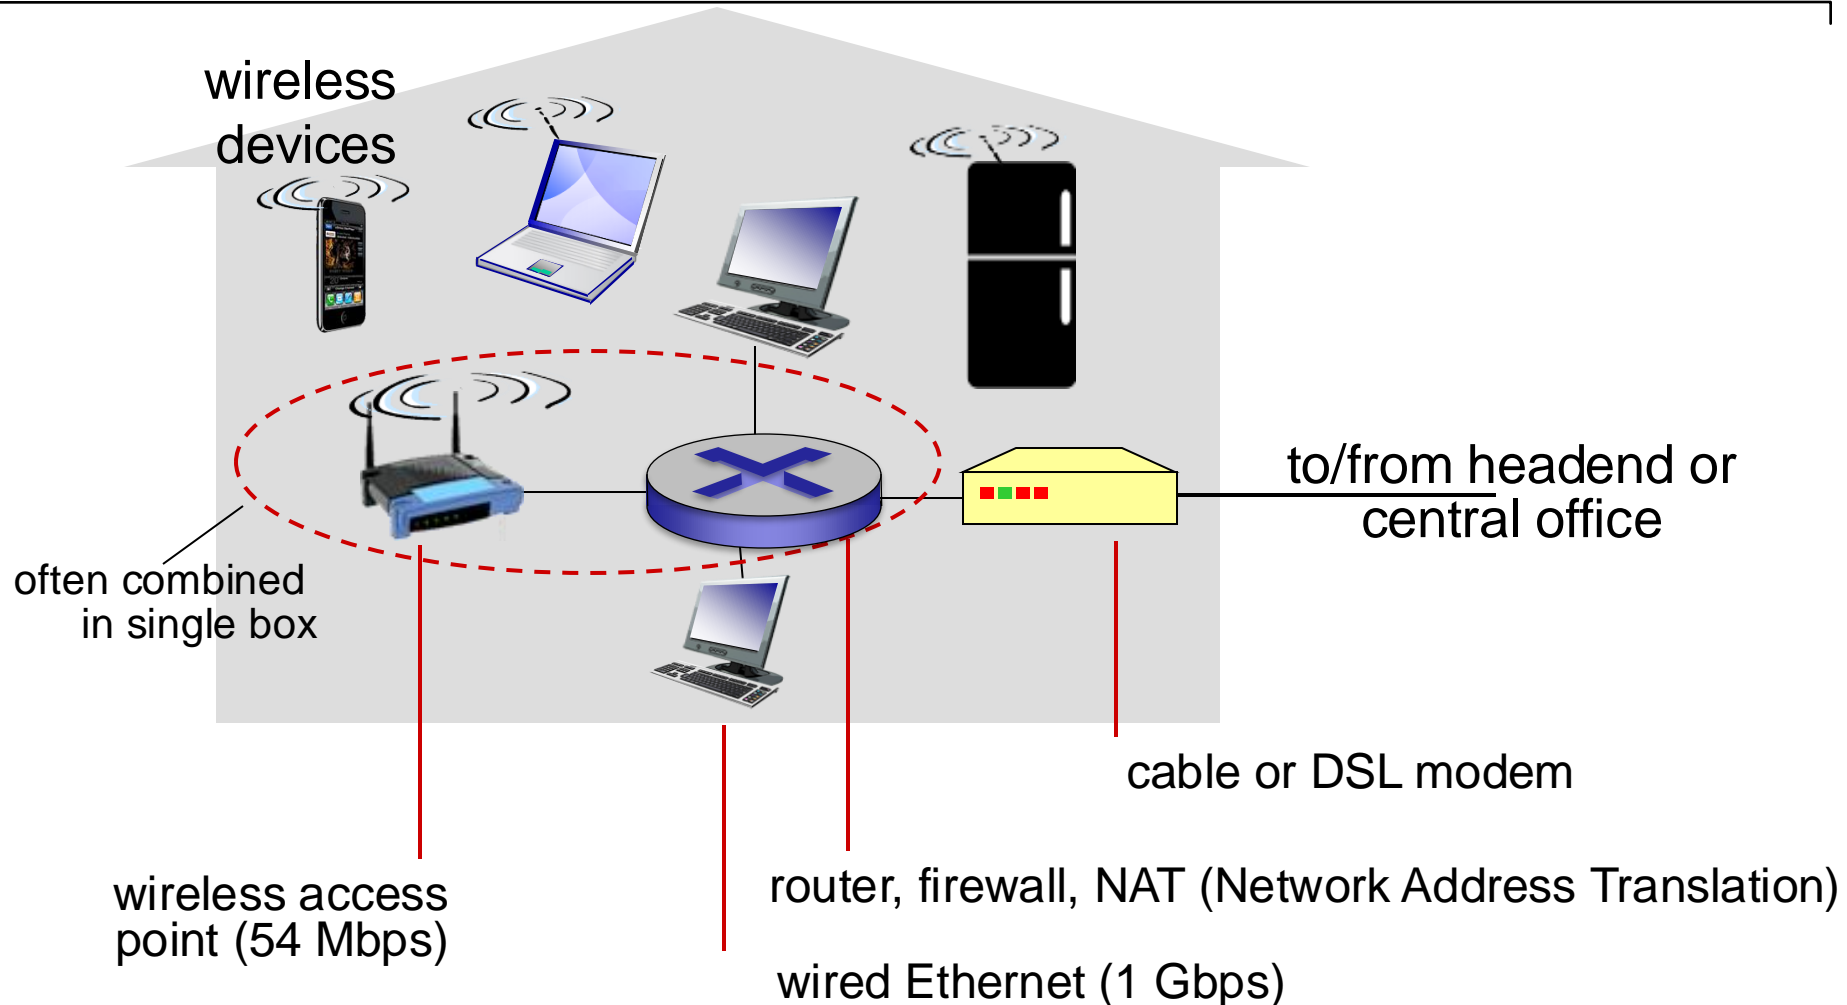 wireless
devices
to/from headend or
central office
often combined
in single box
cable or DSL modem
router, firewall, NAT (Network Address Translation)
wireless access
point (54 Mbps)
wired Ethernet (1 Gbps)